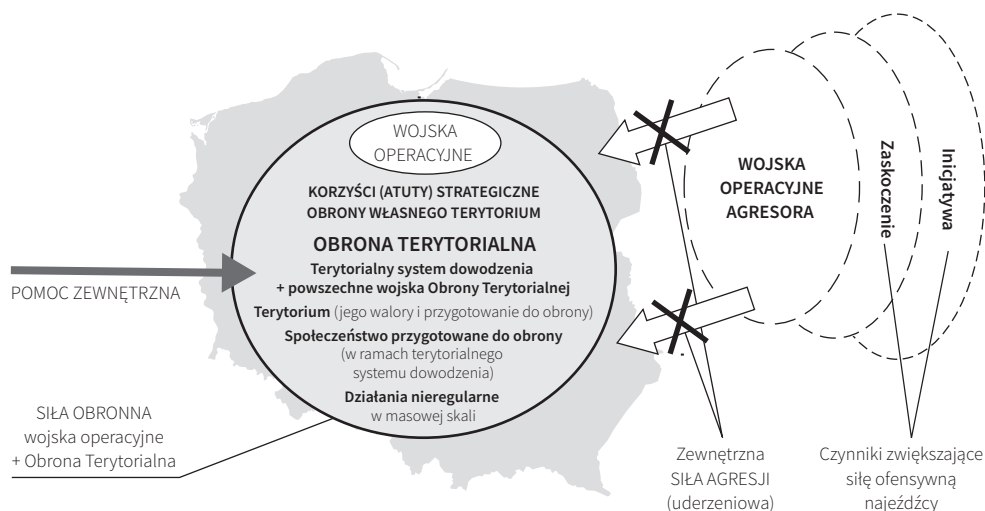 WOJSKA
OPERACYJNE
KORZYŚCI (ATUTY) STRATEGICZNE
OBRONY WŁASNEGO TERYTORIUM
OBRONA TERYTORIALNA
Terytorialny system dowodzenia
+ powszechne wojska Obrony Terytorialnej
Terytorium (jego walory i przygotowanie do obrony)
Społeczeństwo przygotowane do obrony
(w ramach terytorialnego
systemu dowodzenia)
Działania nieregularne
w masowej skali
POMOC ZEWNĘTRZNA
SIŁA OBRONNA
wojska operacyjne
+ Obrona Terytorialna
WOJSKA
OPERACYJNE
AGRESORA
Zaskoczenie
Inicjatywa
Zewnętrzna
SIŁA AGRESJI
(uderzeniowa)
Czynniki zwiększające
siłę ofensywną
najeźdźcy